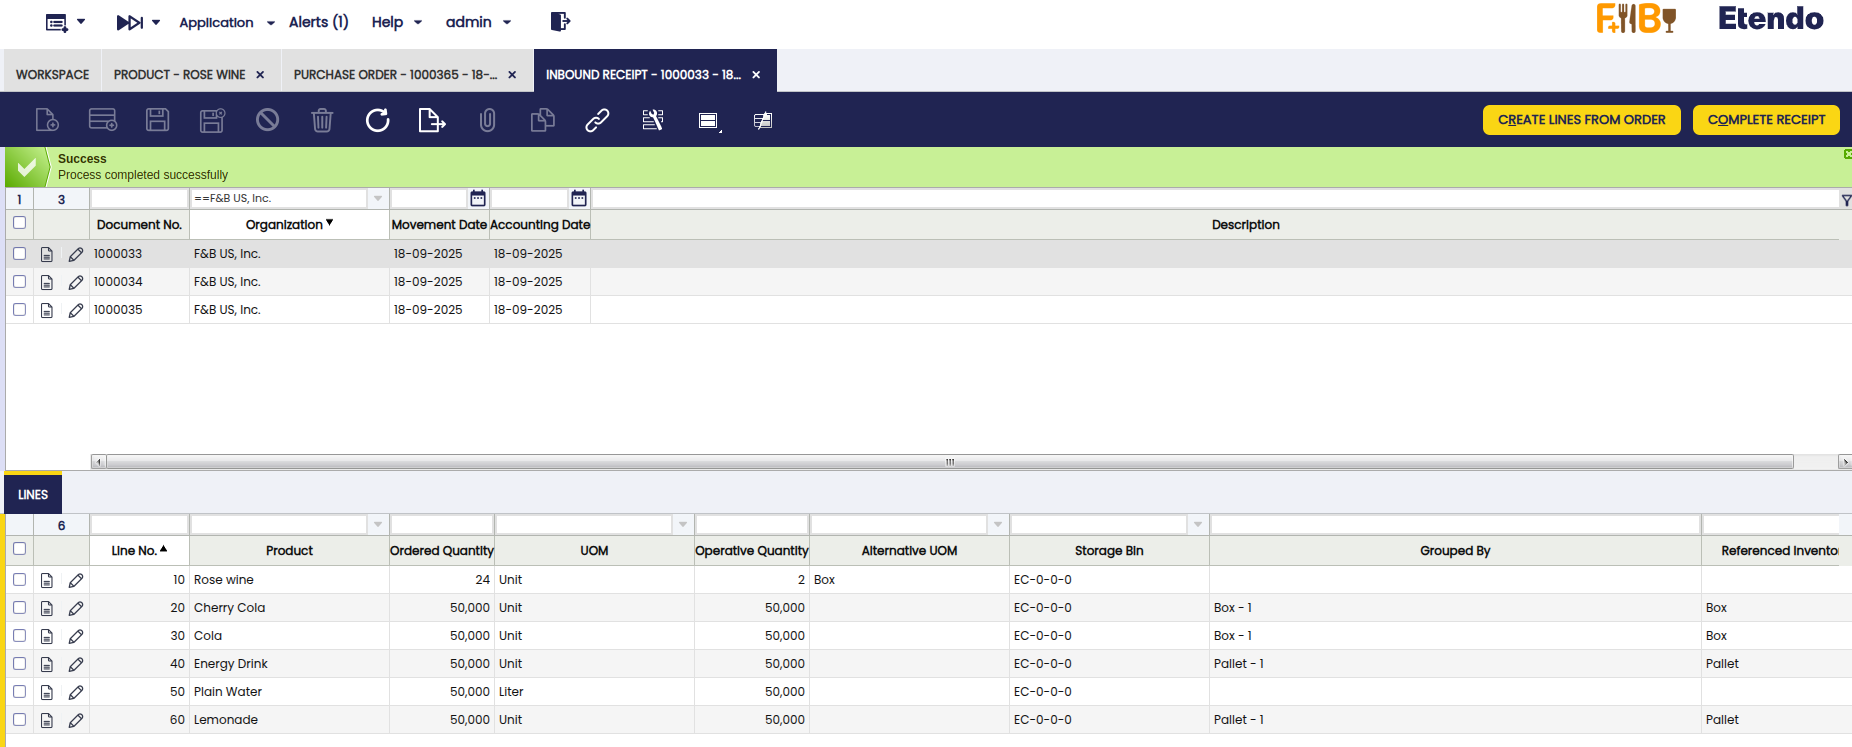 Application Alerts (1) Help admin F&B Etendo
WORKSPACE PRODUCT - ROSE WINE × PURCHASE ORDER - 1000365 - 18-... × INBOUND RECEIPT - 1000033 - 18... ×
CREATE LINES FROM ORDER COMPLETE RECEIPT
Success
Process completed successfully
1 3 ==F&B US, Inc.
Document No. Organization Movement Date Accounting Date Description
1000033 F&B US, Inc. 18-09-2025 18-09-2025
1000034 F&B US, Inc. 18-09-2025 18-09-2025
1000035 F&B US, Inc. 18-09-2025 18-09-2025
LINES
6
Line No. Product Ordered Quantity UOM Operative Quantity Alternative UOM Storage Bin Grouped By Referenced Invento
10 Rose wine 24 Unit 2 Box EC-0-0-0
20 Cherry Cola 50,000 Unit 50,000 EC-0-0-0 Box - 1 Box
30 Cola 50,000 Unit 50,000 EC-0-0-0 Box - 1 Box
40 Energy Drink 50,000 Unit 50,000 EC-0-0-0 Pallet - 1 Pallet
50 Plain Water 50,000 Liter 50,000 EC-0-0-0
60 Lemonade 50,000 Unit 50,000 EC-0-0-0 Pallet - 1 Pallet